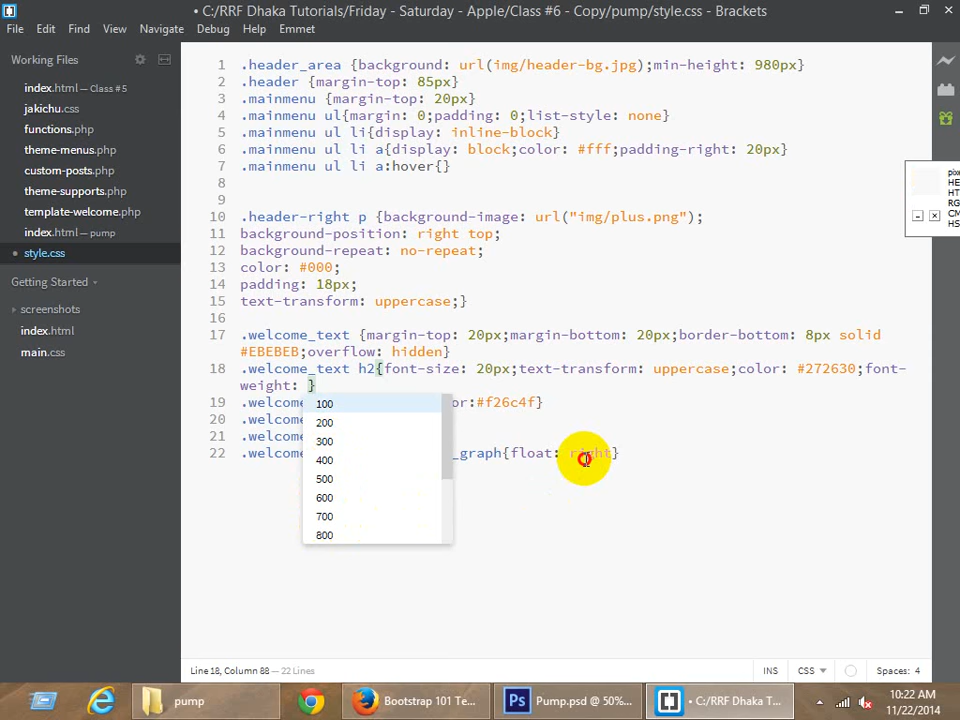 • C:/RRF Dhaka Tutorials/Friday - Saturday - Apple/Class #6 - Copy/pump/style.css - Brackets
File Edit Find View Navigate Debug Help Emmet
Working Files
index.html — Class #5
jakichu.css
functions.php
theme-menus.php
custom-posts.php
theme-supports.php
template-welcome.php
index.html — pump
style.css
Getting Started
screenshots
index.html
main.css
1 .header_area {background: url(img/header-bg.jpg);min-height: 980px}
2 .header {margin-top: 85px}
3 .mainmenu {margin-top: 20px}
4 .mainmenu ul{margin: 0;padding: 0;list-style: none}
5 .mainmenu ul li{display: inline-block}
6 .mainmenu ul li a{display: block;color: #fff;padding-right: 20px}
7 .mainmenu ul li a:hover{}
8
9
10 .header-right p {background-image: url("img/plus.png");
11 background-position: right top;
12 background-repeat: no-repeat;
13 color: #000;
14 padding: 18px;
15 text-transform: uppercase;}
16
17 .welcome_text {margin-top: 20px;margin-bottom: 20px;border-bottom: 8px solid
#EBEBEB;overflow: hidden}
18 .welcome_text h2{font-size: 20px;text-transform: uppercase;color: #272630;font-
weight: }
19 .welcome or:#f26c4f}
20 .welcome
21 .welcome
22 .welcome _graph{float: right}
100
200
300
400
500
600
700
800
pix
HE
HT
RG
CM
HS
Line 18, Column 88 — 22 Lines
INS CSS Spaces: 4
pump
Bootstrap 101 Te...
Pump.psd @ 50%...
• C:/RRF Dhaka T...
10:22 AM
11/22/2014